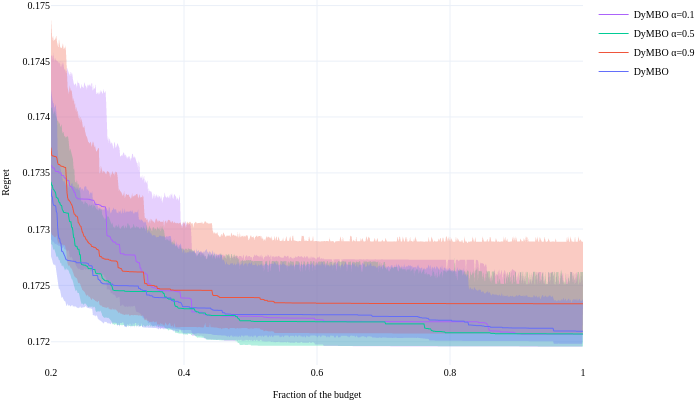 0.175
0.1745
0.174
0.1735
0.173
0.1725
0.172
Regret
0.2
0.4
0.6
0.8
1
Fraction of the budget
DyMBO α=0.1
DyMBO α=0.5
DyMBO α=0.9
DyMBO